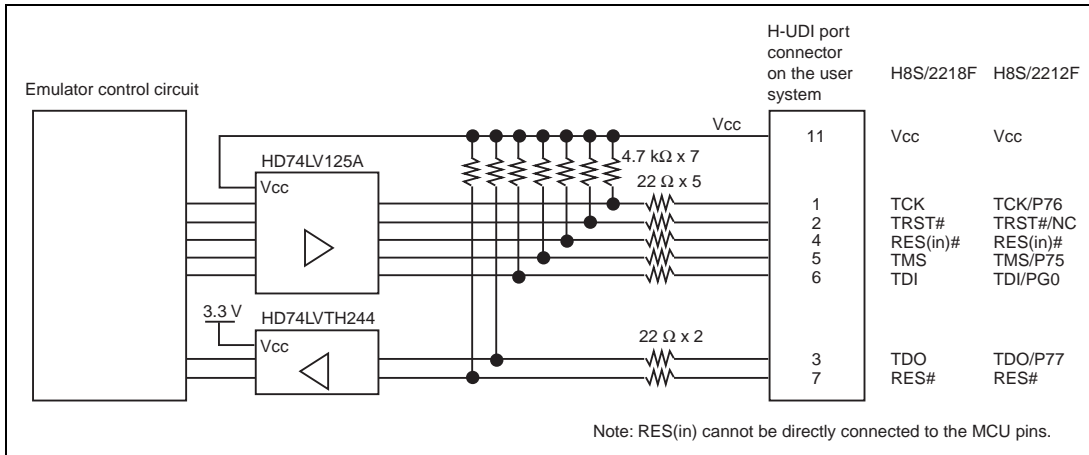 H-UDI port
connector
on the user
system
H8S/2218F H8S/2212F
Emulator control circuit
Vcc
11 Vcc Vcc
4.7 kΩ x 7
HD74LV125A
Vcc
22 Ω x 5
1 TCK TCK/P76
2 TRST# TRST#/NC
4 RES(in)# RES(in)#
5 TMS TMS/P75
6 TDI TDI/PG0
3.3 V
HD74LVTH244
Vcc
22 Ω x 2
3 TDO TDO/P77
7 RES# RES#
Note: RES(in) cannot be directly connected to the MCU pins.